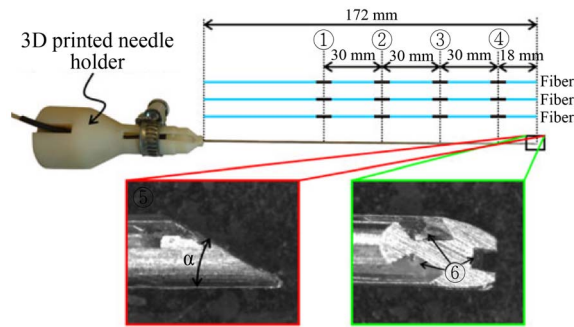 172 mm
① ② ③ ④
30 mm 30 mm 30 mm 18 mm
3D printed needle
holder
Fiber
Fiber
Fiber
⑤
α
⑥